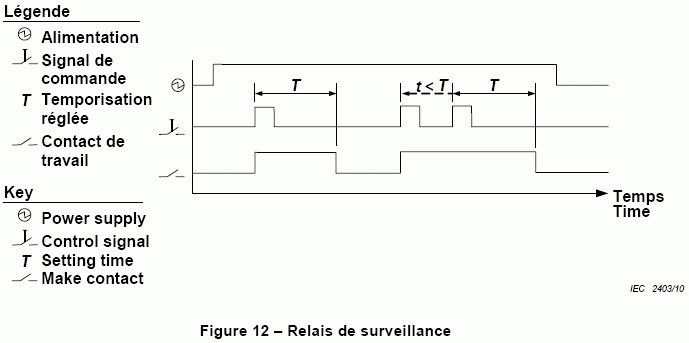 Légende
Alimentation
Signal de
commande
T Temporisation
réglée
Contact de
travail
Key
Power supply
Control signal
T Setting time
Make contact
T
t < T
T
Temps
Time
IEC 2403/10
Figure 12 – Relais de surveillance